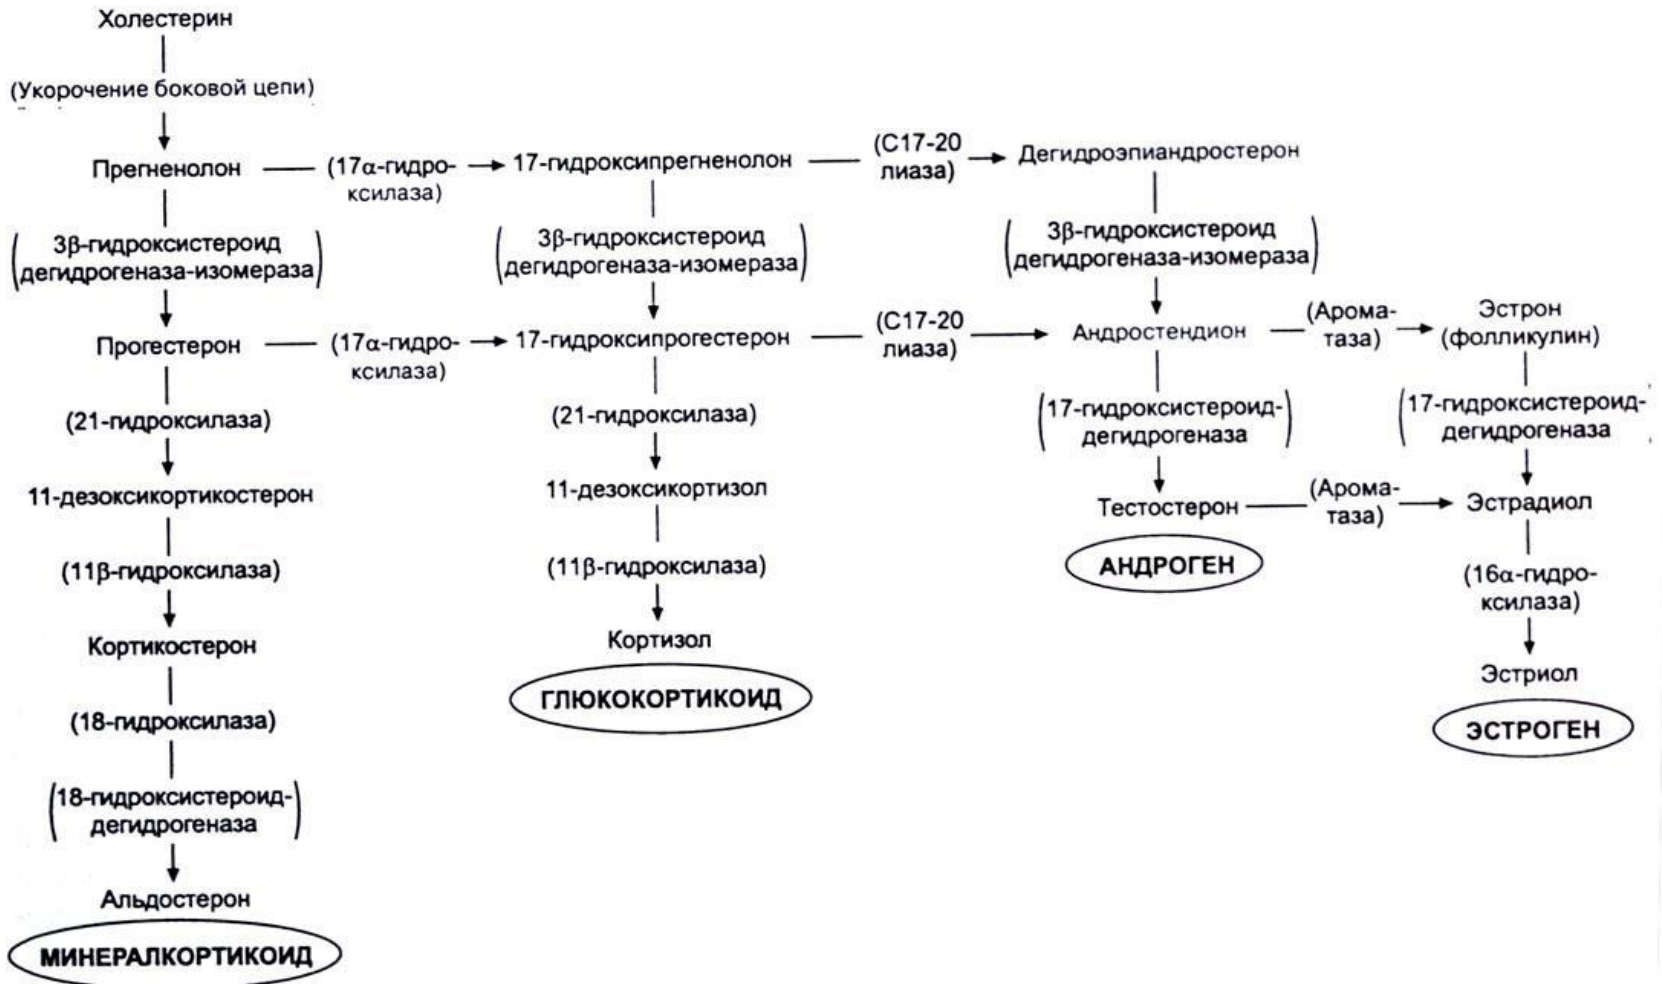 Холестерин
(Укорочение боковой цепи)
Прегненолон
(17α-гидро-
ксилаза)
17-гидроксипрегненолон
(С17-20
лиаза)
Дегидроэпиандростерон
3β-гидроксистероид
дегидрогеназа-изомераза
3β-гидроксистероид
дегидрогеназа-изомераза
3β-гидроксистероид
дегидрогеназа-изомераза
Прогестерон
(17α-гидро-
ксилаза)
17-гидроксипрогестерон
(С17-20
лиаза)
Андростендион
(Арома-
таза)
Эстрон
(фолликулин)
(21-гидроксилаза)
(21-гидроксилаза)
(17-гидроксистероид-
дегидрогеназа)
(17-гидроксистероид-
дегидрогеназа
11-дезоксикортикостерон
11-дезоксикортизол
Тестостерон
(Арома-
таза)
Эстрадиол
АНДРОГЕН
(11β-гидроксилаза)
(11β-гидроксилаза)
(16α-гидро-
ксилаза)
Кортикостерон
Кортизол
ГЛЮКОКОРТИКОИД
Эстриол
ЭСТРОГЕН
(18-гидроксилаза)
(18-гидроксистероид-
дегидрогеназа)
Альдостерон
МИНЕРАЛКОРТИКОИД